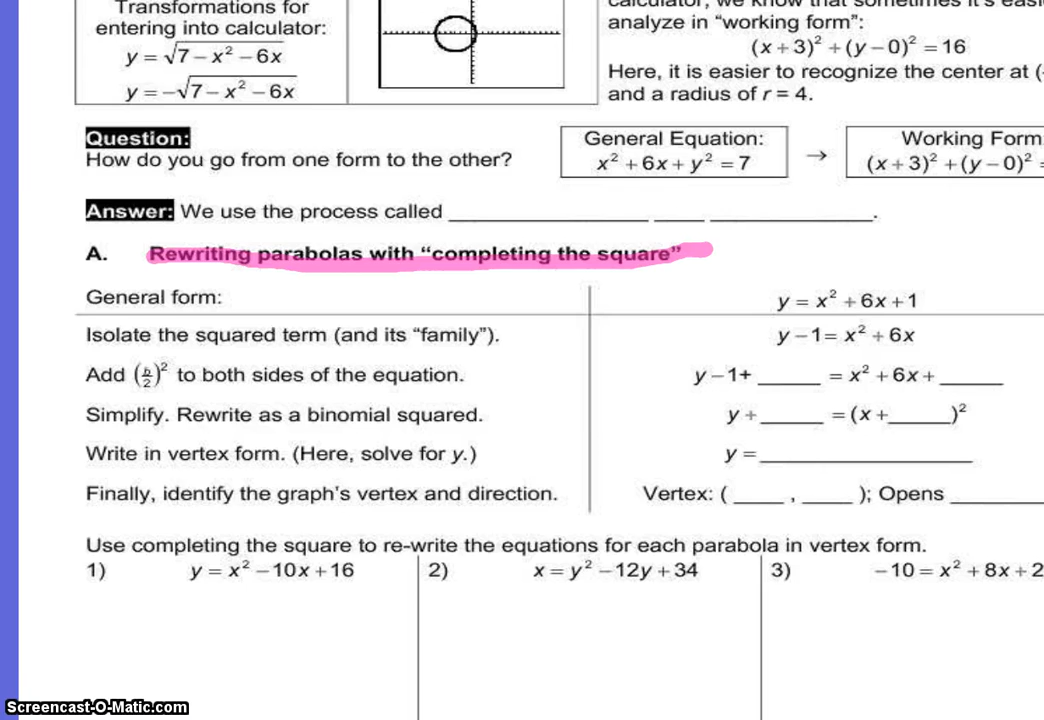 Transformations for
entering into calculator:
y = √7 − x² − 6x
y = −√7 − x² − 6x
analyze in “working form”:
(x + 3)² + (y − 0)² = 16
Here, it is easier to recognize the center at (
and a radius of r = 4.
Question:
How do you go from one form to the other?
General Equation:
x² + 6x + y² = 7
→
Working Form
(x + 3)² + (y − 0)² =
Answer: We use the process called ____________ ____ ____________.
A. Rewriting parabolas with “completing the square”
General form: y = x² + 6x + 1
Isolate the squared term (and its “family”). y − 1 = x² + 6x
Add (b/2)² to both sides of the equation. y − 1+ _____ = x² + 6x + _____
Simplify. Rewrite as a binomial squared. y + _____ = (x + _____)²
Write in vertex form. (Here, solve for y.) y = _______________
Finally, identify the graph's vertex and direction. Vertex: ( ____ , ____ ); Opens ________
Use completing the square to re-write the equations for each parabola in vertex form.
1) y = x² − 10x + 16
2) x = y² − 12y + 34
3) −10 = x² + 8x + 2
Screencast-O-Matic.com